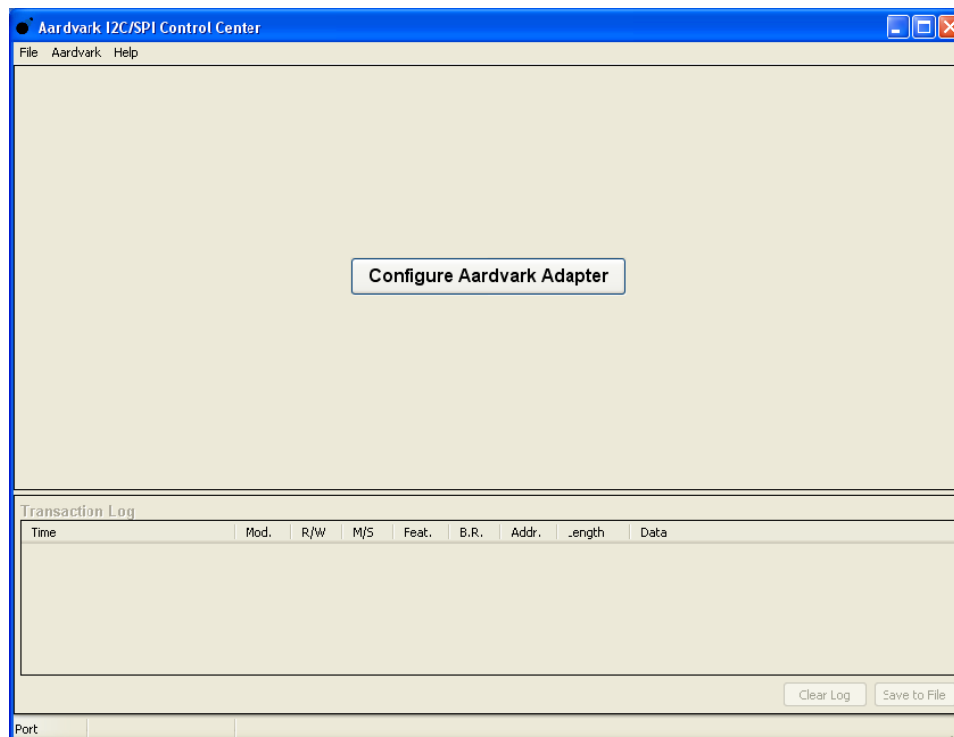 Aardvark I2C/SPI Control Center
File Aardvark Help
Configure Aardvark Adapter
Transaction Log
Time Mod. R/W M/S Feat. B.R. Addr. Length Data
Clear Log Save to File
Port